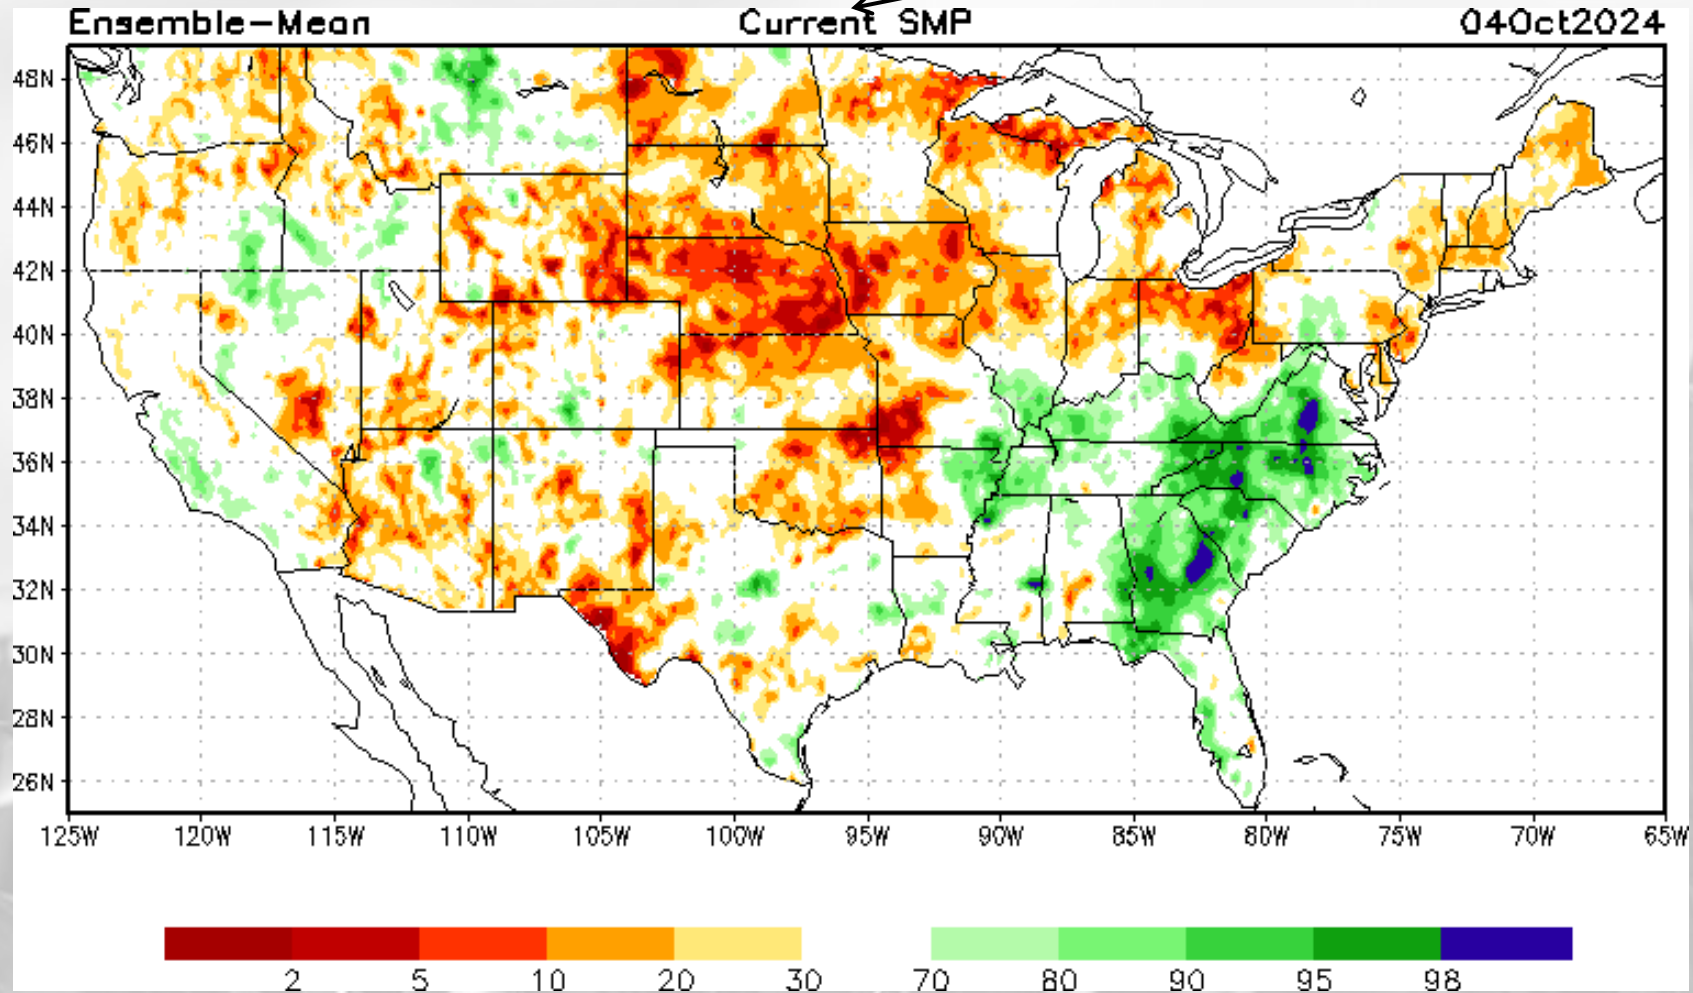 Ensemble-Mean Current SMP 04Oct2024
48N
46N
44N
42N
40N
38N
36N
34N
32N
30N
28N
26N
125W 120W 115W 110W 105W 100W 95W 90W 85W 80W 75W 70W 65W
2 5 10 20 30 70 80 90 95 98